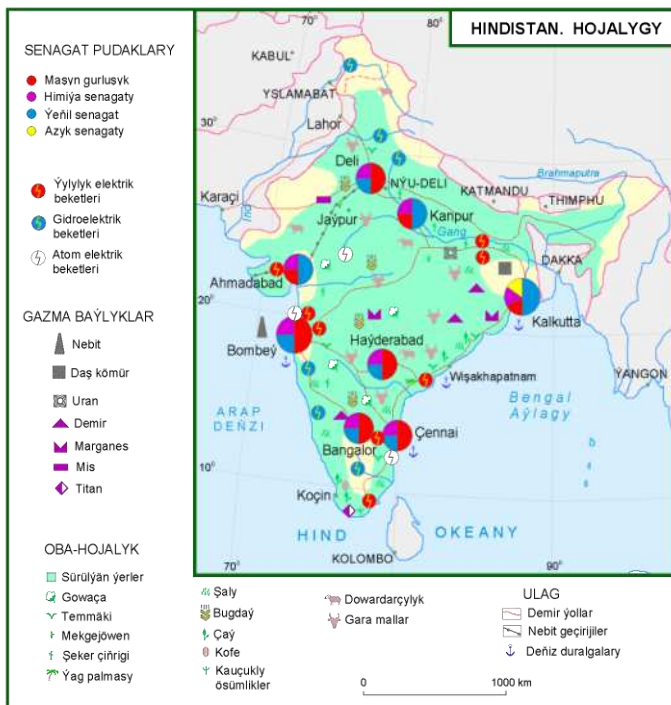 HINDISTAN. HOJALYGY
SENAGAT PUDAKLARY
Maşyn gurluşyk
Himiýa senagaty
Ýeňil senagat
Azyk senagaty
Ýylylyk elektrik
beketleri
Gidroelektrik
beketleri
Atom elektrik
beketleri
GAZMA BAÝLYKLAR
Nebit
Daş kömür
Uran
Demir
Marganes
Mis
Titan
OBA-HOJALYK
Sürülýän ýerler
Gowaça
Temmäki
Mekgejöwen
Şeker çiňrigi
Ýag palmasy
Şaly
Bugdaý
Çaý
Kofe
Kauçukly
ösümlikler
Dowardarçylyk
Gara mallar
ULAG
Demir ýollar
Nebit geçirijiler
Deňiz duralgalary
0
1000 km
70°
80°
KABUL°
YSLAMABAT
Lahor
30°
Deli
NÝU-DELI
Karaçi
Ind
Jaýpur
Kanpur
Gang
KATMANDU
Brahmaputra
THIMPHU
DAKKA
Ahmadabad
20°
Kalkutta
Bombeý
Haýderabad
Wişakhapatnam
ÝANGON
ARAP
DEŇZI
Bengal
Aýlagy
Bangalor
Çennai
10°
Koçin
HIND OKEANY
KOLOMBO
70°
90°